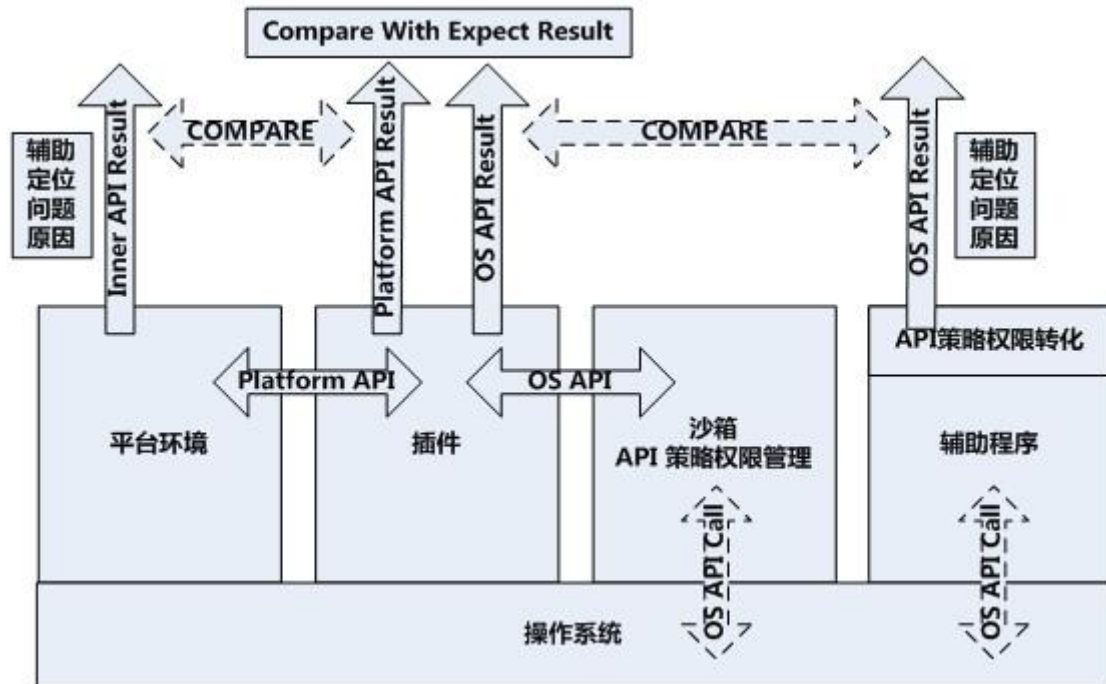 Compare With Expect Result
Inner API Result
COMPARE
Platform API Result
OS API Result
COMPARE
OS API Result
辅助
定位
问题
原因
辅助
定位
问题
原因
API策略权限转化
Platform API
OS API
平台环境
插件
沙箱
API 策略权限管理
辅助程序
OS API Call
OS API Call
操作系统